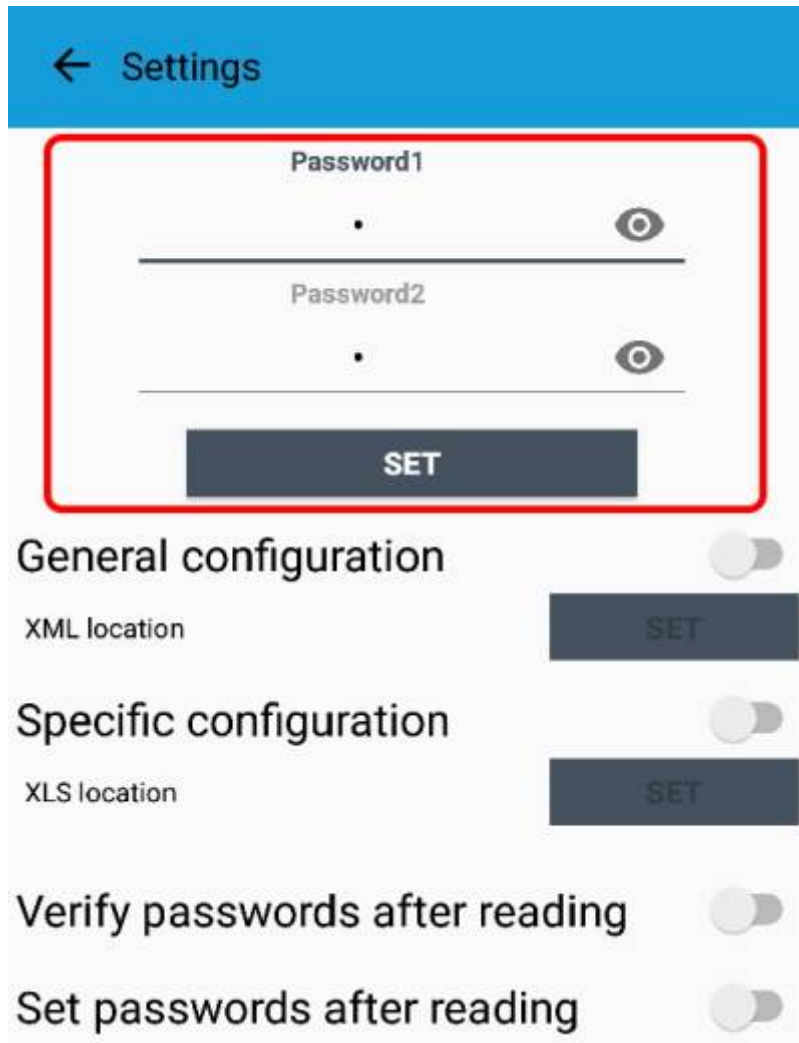 Settings
Password1
•
Password2
•
SET
General configuration
XML location
SET
Specific configuration
XLS location
SET
Verify passwords after reading
Set passwords after reading